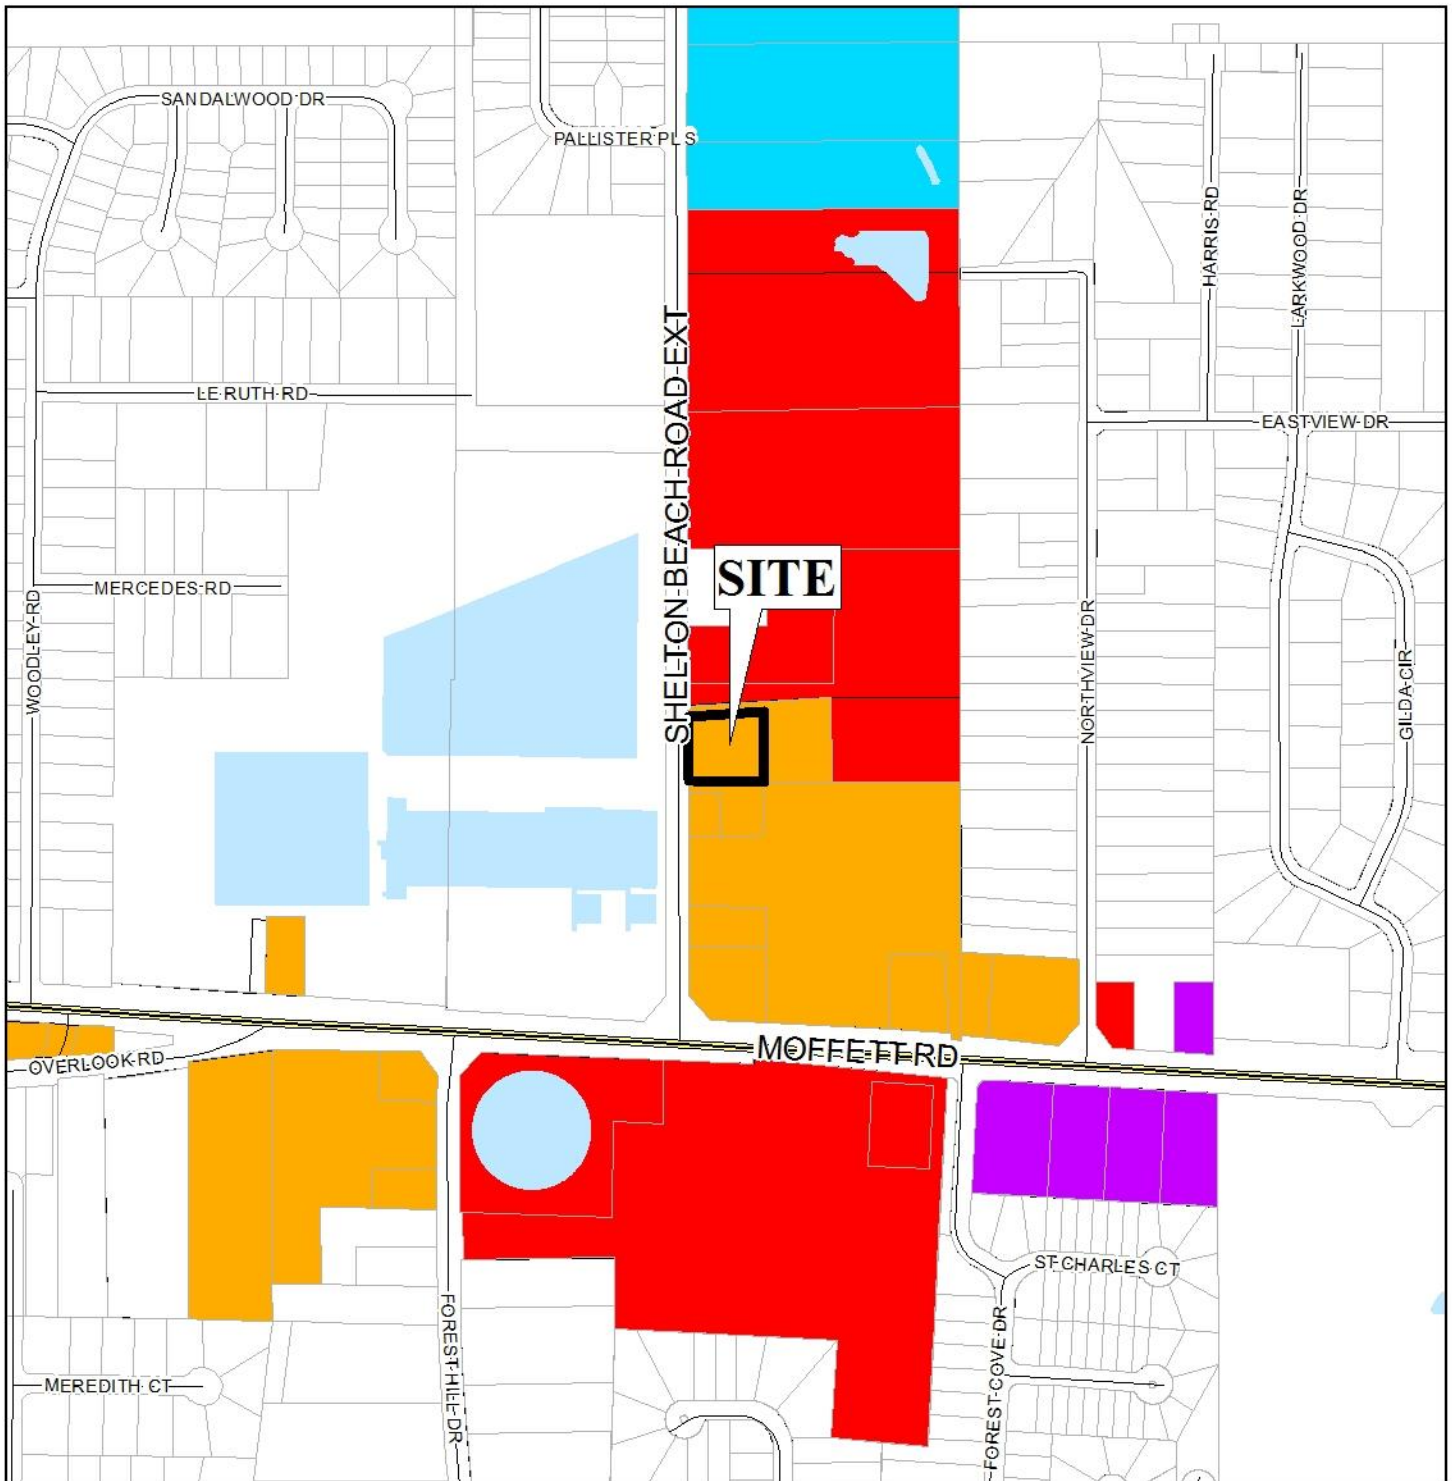 SANDALWOOD DR
PALLISTER PL S
HARRIS RD
LARKWOOD DR
SHELTON BEACH ROAD EXT
LE RUTH RD
EASTVIEW DR
SITE
MERCEDES RD
WOODLEY RD
NORTHVIEW DR
GILDA CIR
MOFFETT RD
OVERLOOK RD
ST CHARLES CT
FOREST HILL DR
FOREST COVE DR
MEREDITH CT